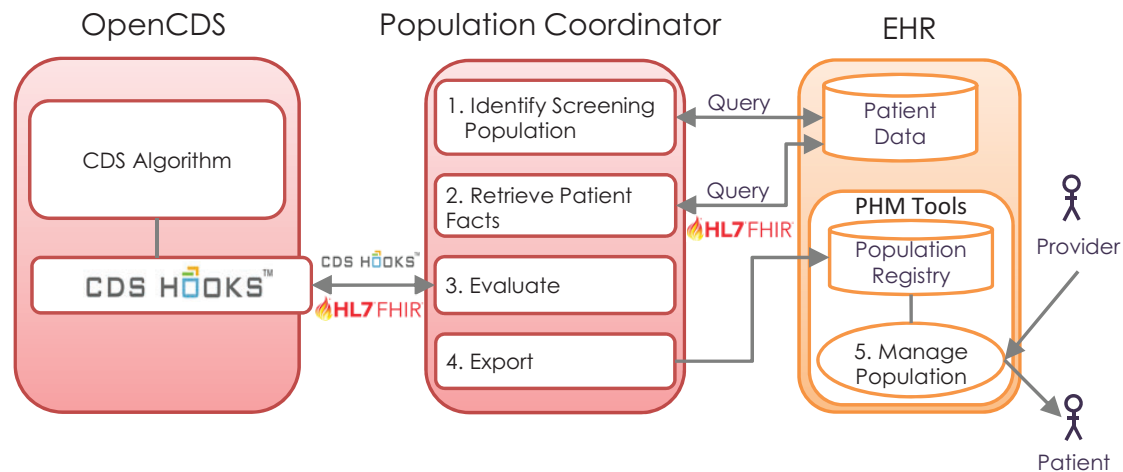 OpenCDS
Population Coordinator
EHR
CDS Algorithm
CDS HOOKS™
CDS HOOKS™
HL7 FHIR
1. Identify Screening
Population
2. Retrieve Patient
Facts
3. Evaluate
4. Export
Query
Query
HL7 FHIR
Patient
Data
PHM Tools
Population
Registry
5. Manage
Population
Provider
Patient